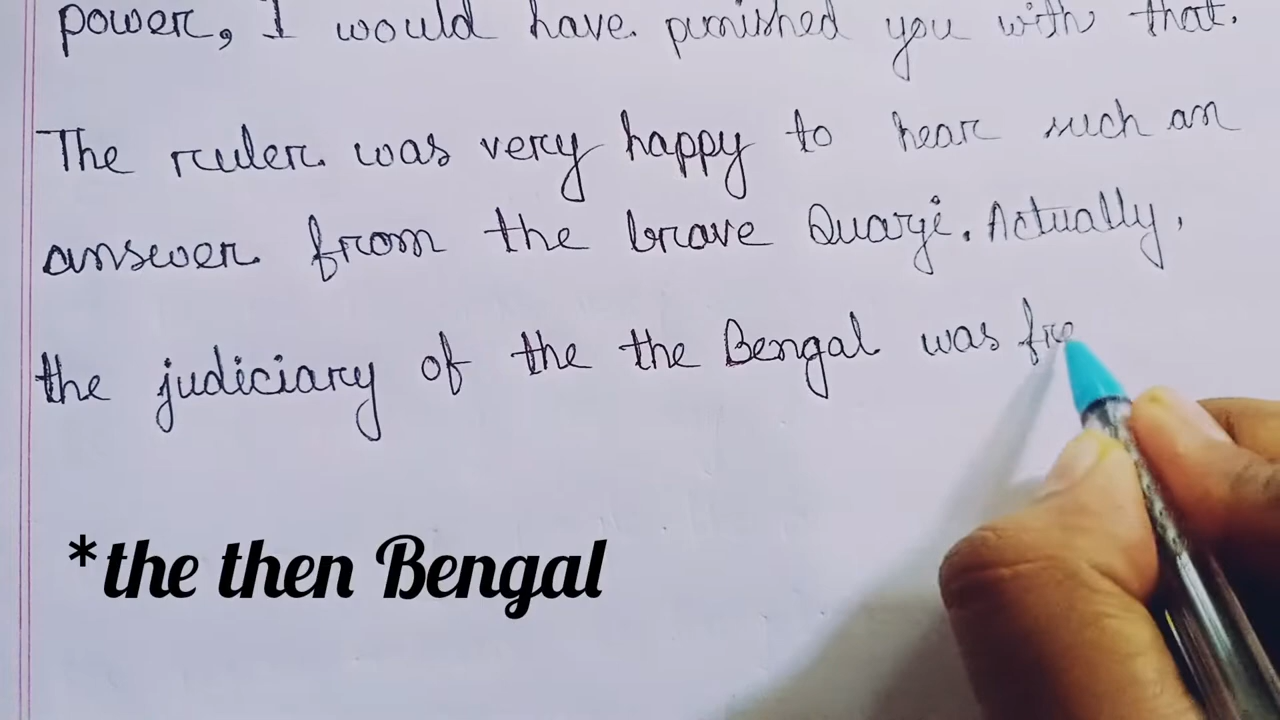 power, I would have punished you with that.
The ruler was very happy to hear such an
answer from the brave Quazi. Actually,
the judiciary of the the Bengal was fre
*the then Bengal